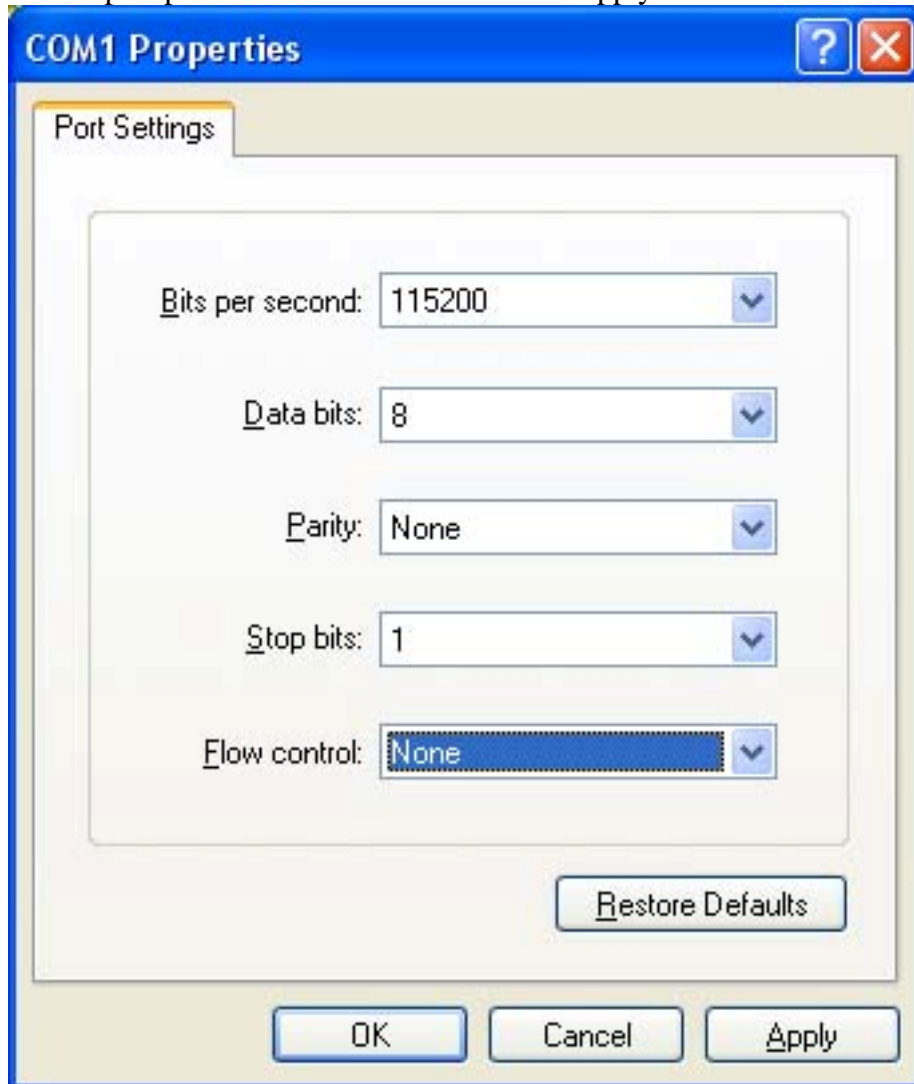 COM1 Properties
Port Settings
Bits per second: 115200
Data bits: 8
Parity: None
Stop bits: 1
Flow control: None
Restore Defaults
OK Cancel Apply